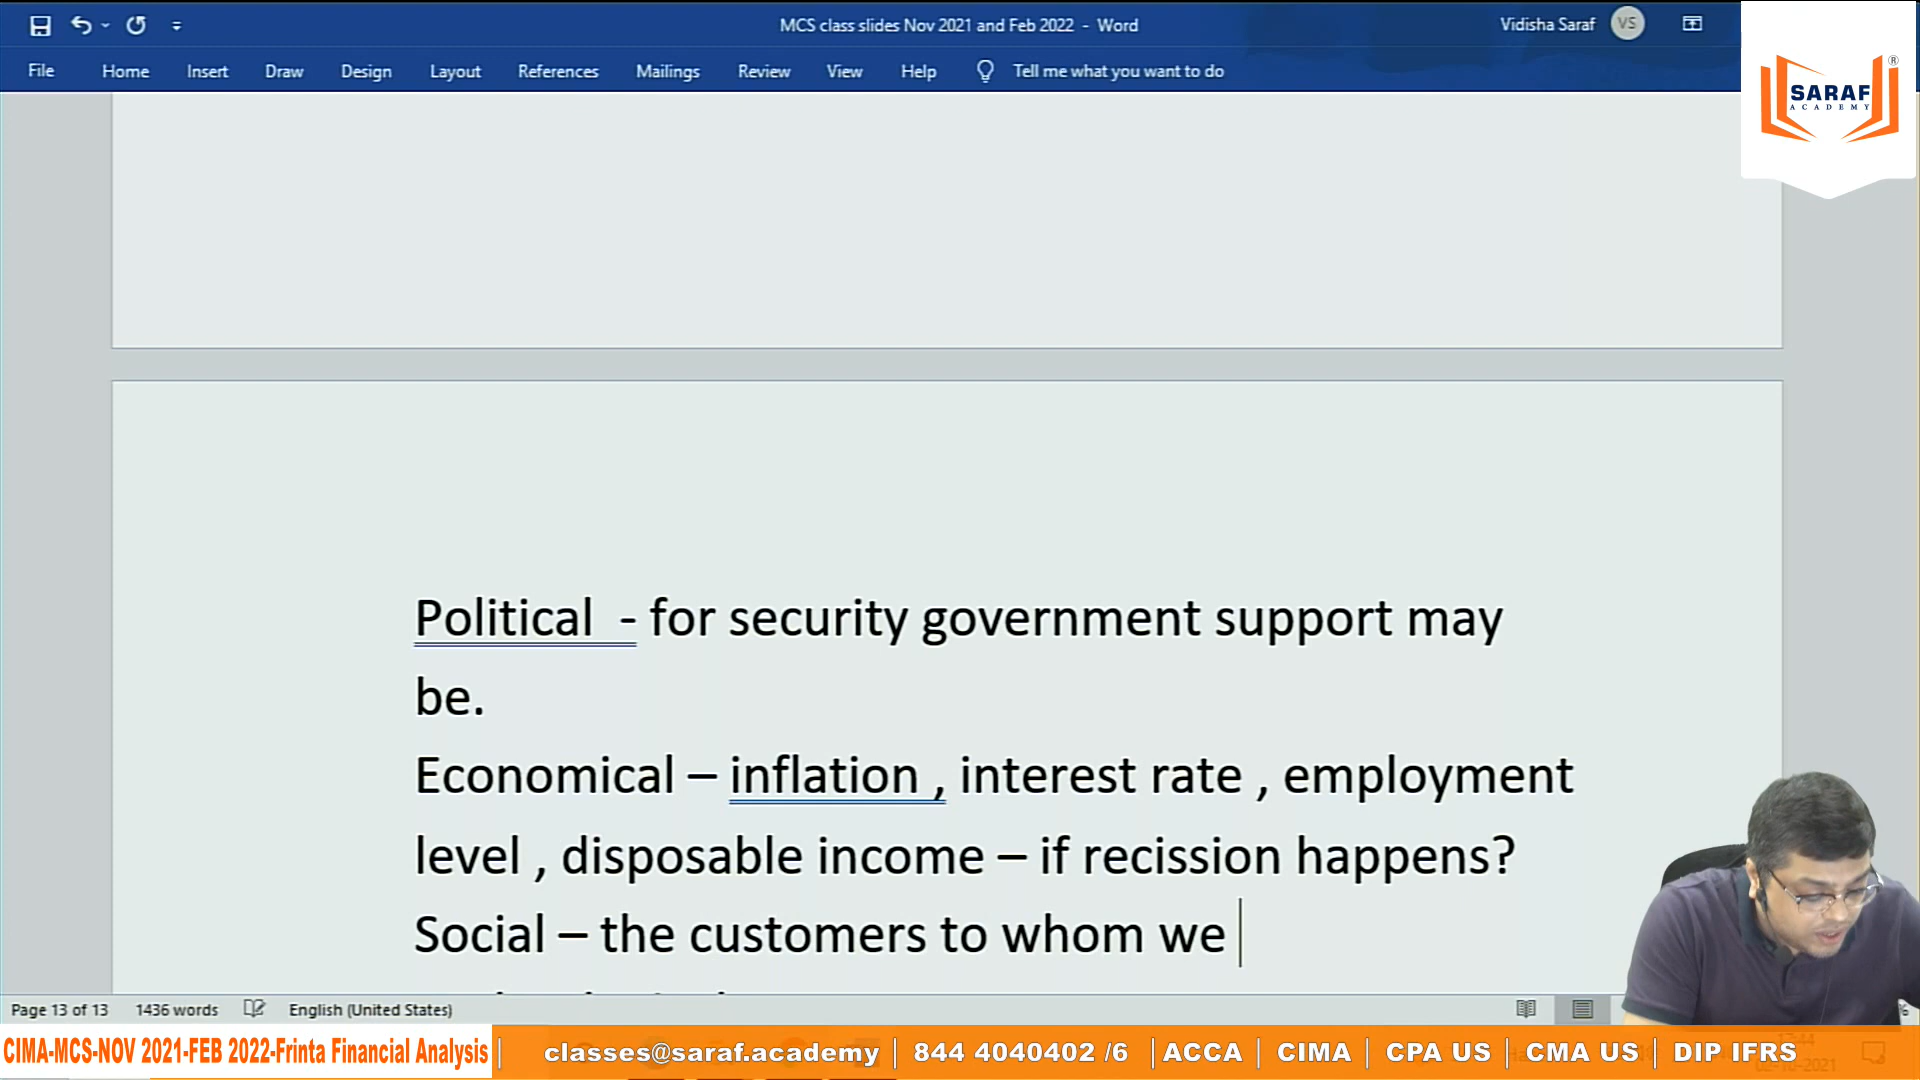 MCS class slides Nov 2021 and Feb 2022 - Word
Vidisha Saraf VS
File Home Insert Draw Design Layout References Mailings Review View Help Tell me what you want to do
SARAF ®
ACADEMY
Political - for security government support may
be.
Economical – inflation , interest rate , employment
level , disposable income – if recission happens?
Social – the customers to whom we
Page 13 of 13 1436 words English (United States)
CIMA-MCS-NOV 2021-FEB 2022-Frinta Financial Analysis | classes@saraf.academy | 844 4040402 /6 | ACCA | CIMA | CPA US | CMA US | DIP IFRS